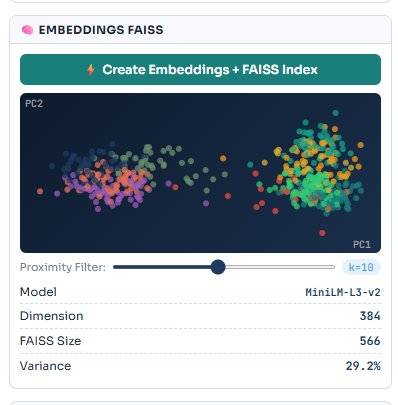 EMBEDDINGS FAISS
Create Embeddings + FAISS Index
PC2
PC1
Proximity Filter: k=10
Model MiniLM-L3-v2
Dimension 384
FAISS Size 566
Variance 29.2%